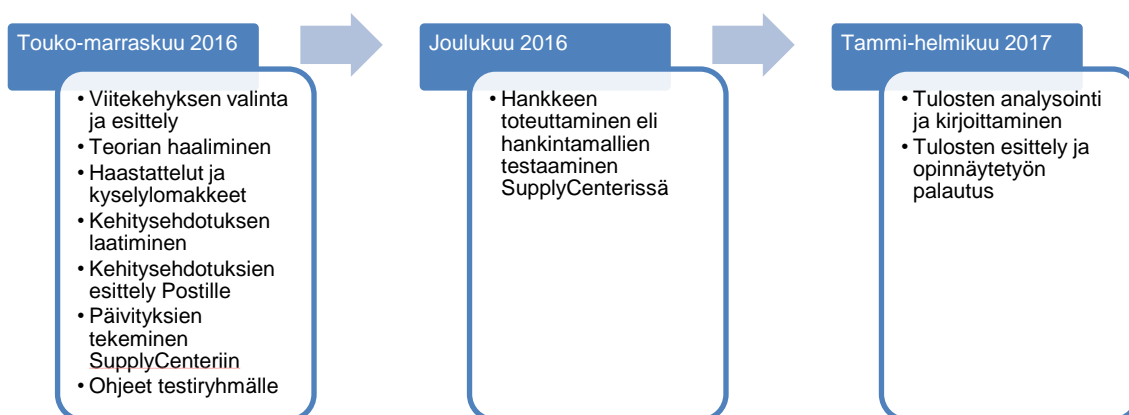 Touko-marraskuu 2016
• Viitekehyksen valinta
ja esittely
• Teorian haaliminen
• Haastattelut ja
kyselylomakkeet
• Kehitysehdotuksen
laatiminen
• Kehitysehdotuksien
esittely Postille
• Päivityksien
tekeminen
SupplyCenteriin
• Ohjeet testiryhmälle
Joulukuu 2016
• Hankkeen
toteuttaminen eli
hankintamallien
testaaminen
SupplyCenterissä
Tammi-helmikuu 2017
• Tulosten analysointi
ja kirjoittaminen
• Tulosten esittely ja
opinnäytetyön
palautus